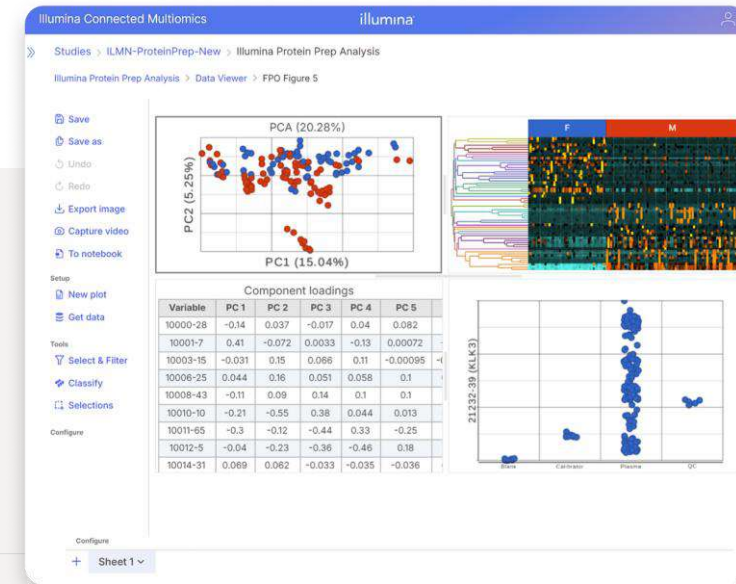 Illumina Connected Multiomics
illumina
Studies > ILMN-ProteinPrep-New > Illumina Protein Prep Analysis
Illumina Protein Prep Analysis > Data Viewer > FPO Figure 5
Save
Save as
Undo
Redo
Export image
Capture video
To notebook
Setup
New plot
Get data
Tools
Select & Filter
Classify
Selections
Configure
PCA (20.28%)
PC2 (5.25%)
PC1 (15.04%)
F M
Component loadings
Variable PC 1 PC 2 PC 3 PC 4 PC 5
10000-28 -0.14 0.037 -0.017 0.04 0.082
10001-7 0.41 -0.072 0.0033 -0.13 0.00072
10003-15 -0.031 0.15 0.066 0.11 -0.00095
10006-25 0.044 0.16 0.051 0.058 0.1
10008-43 -0.11 0.09 0.14 0.1 0.1
10010-10 -0.21 -0.55 0.38 0.044 0.013
10011-65 -0.3 -0.12 -0.44 0.33 -0.25
10012-5 -0.04 -0.23 -0.36 -0.46 0.18
10014-31 0.069 0.062 -0.033 -0.035 -0.036
21232-39 (KLK3)
Blank Calibrator Plasma QC
Configure
+ Sheet 1